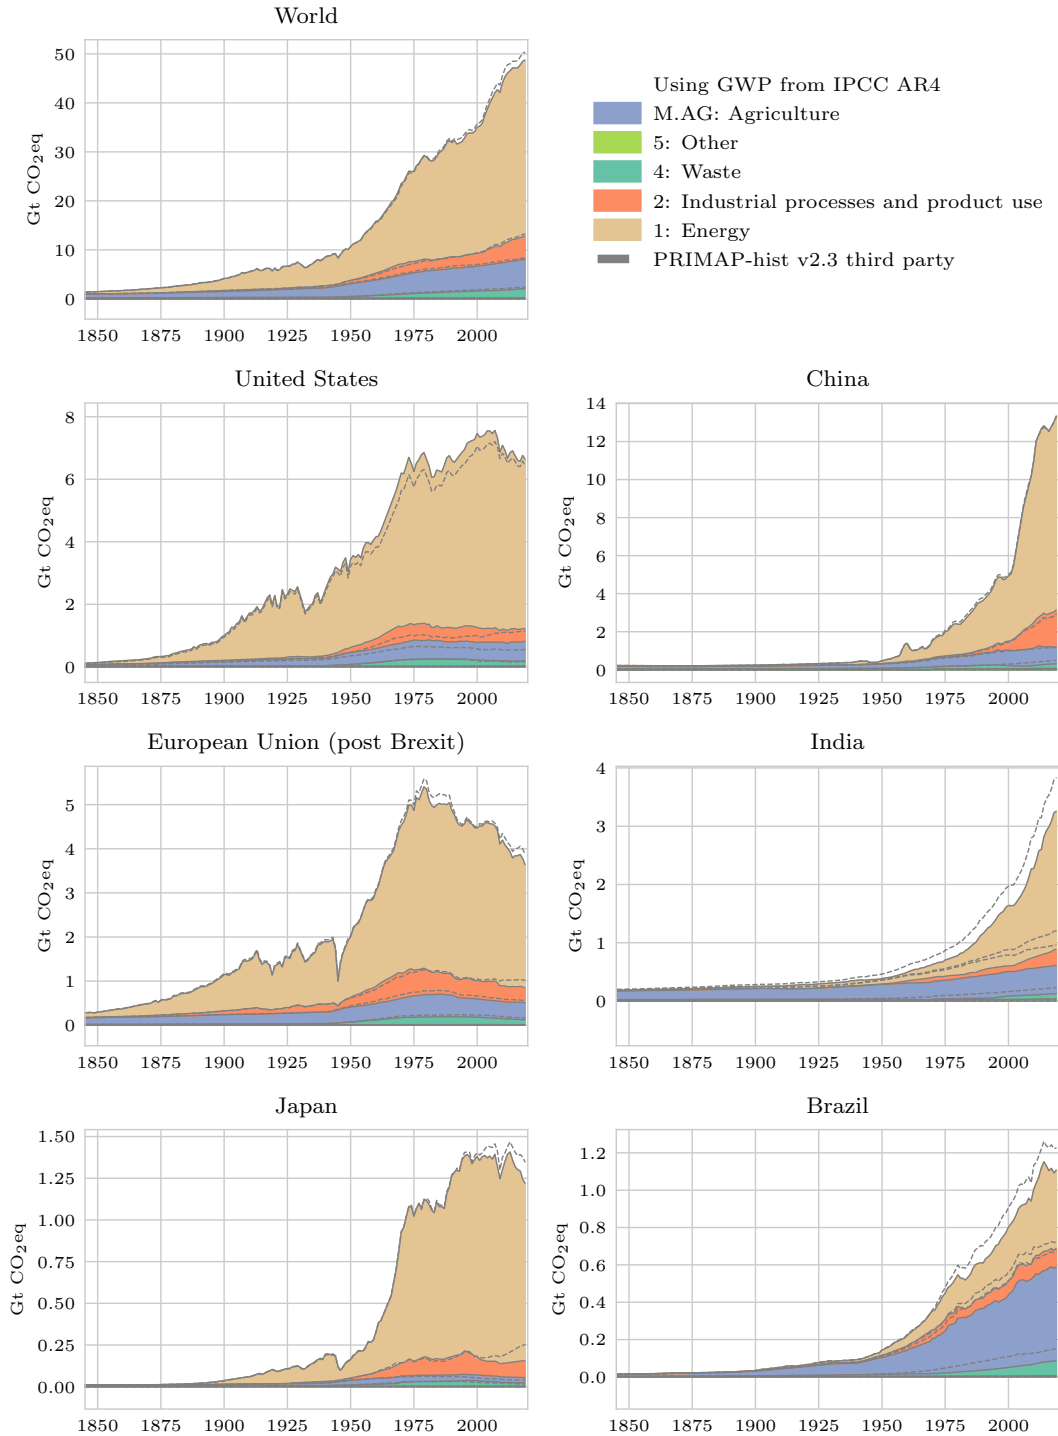 World
Gt CO2eq
50
40
30
20
10
0
1850 1875 1900 1925 1950 1975 2000
Using GWP from IPCC AR4
M.AG: Agriculture
5: Other
4: Waste
2: Industrial processes and product use
1: Energy
PRIMAP-hist v2.3 third party
United States
Gt CO2eq
8
6
4
2
0
1850 1875 1900 1925 1950 1975 2000
China
Gt CO2eq
14
12
10
8
6
4
2
0
1850 1875 1900 1925 1950 1975 2000
European Union (post Brexit)
Gt CO2eq
5
4
3
2
1
0
1850 1875 1900 1925 1950 1975 2000
India
Gt CO2eq
4
3
2
1
0
1850 1875 1900 1925 1950 1975 2000
Japan
Gt CO2eq
1.50
1.25
1.00
0.75
0.50
0.25
0.00
1850 1875 1900 1925 1950 1975 2000
Brazil
Gt CO2eq
1.2
1.0
0.8
0.6
0.4
0.2
0.0
1850 1875 1900 1925 1950 1975 2000